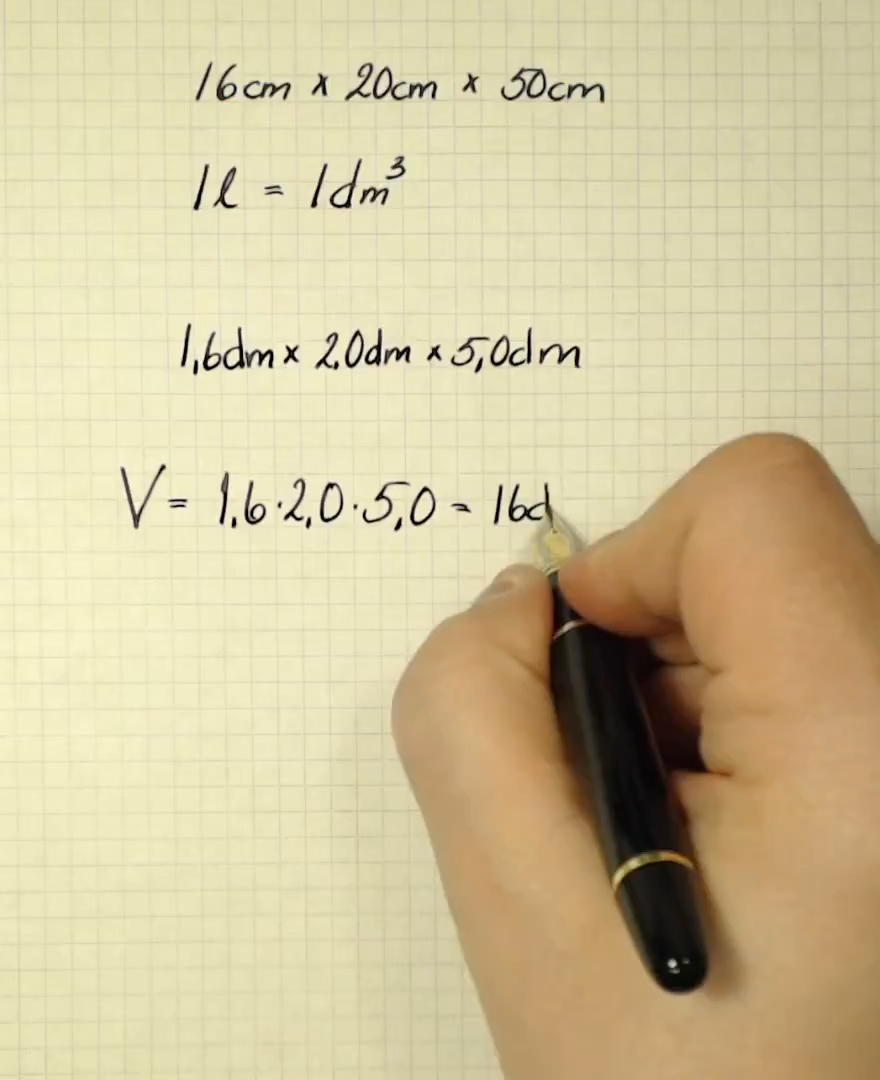 16cm × 20cm × 50cm
1l = 1dm³
1,6dm × 2,0dm × 5,0dm
V = 1,6 · 2,0 · 5,0 = 16d